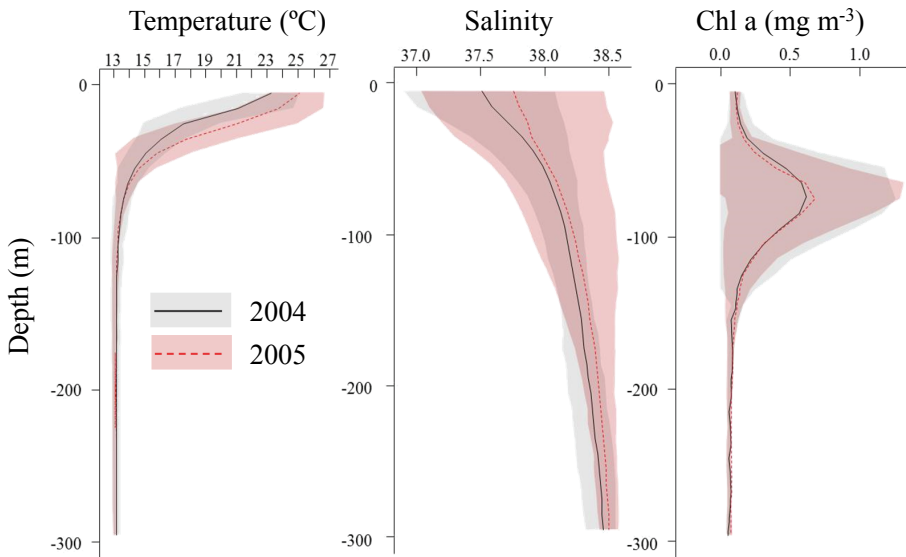 Temperature (ºC)
13 15 17 19 21 23 25 27
Salinity
37.0 37.5 38.0 38.5
Chl a (mg m-3)
0.0 0.5 1.0
Depth (m)
0
-100
-200
-300
0
-100
-200
-300
0
-100
-200
-300
2004
2005